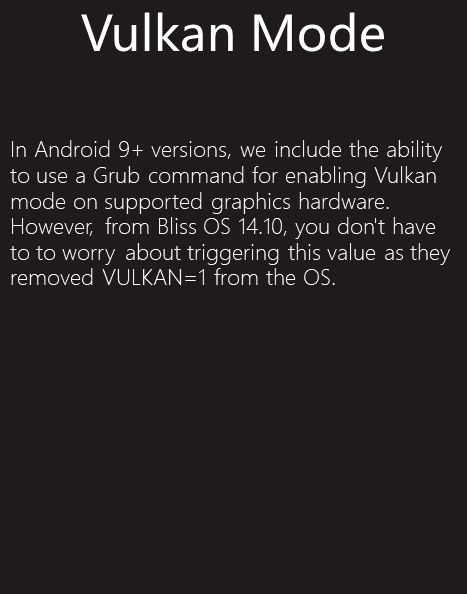 Vulkan Mode
In Android 9+ versions, we include the ability
to use a Grub command for enabling Vulkan
mode on supported graphics hardware.
However, from Bliss OS 14.10, you don't have
to to worry about triggering this value as they
removed VULKAN=1 from the OS.